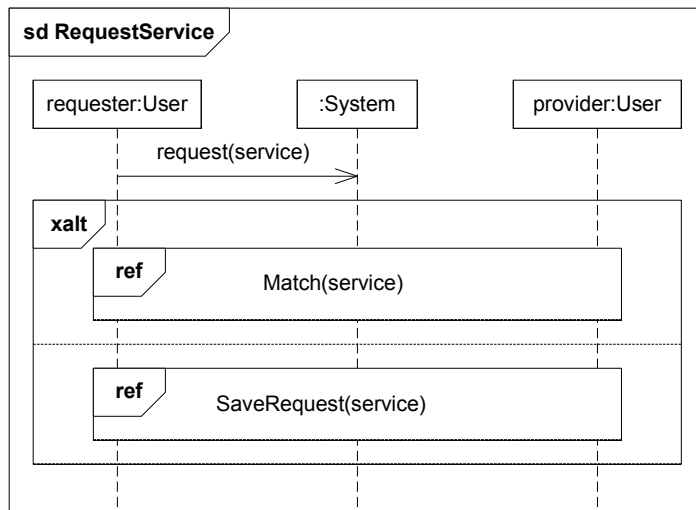 sd RequestService
requester:User
:System
provider:User
request(service)
xalt
ref
Match(service)
ref
SaveRequest(service)